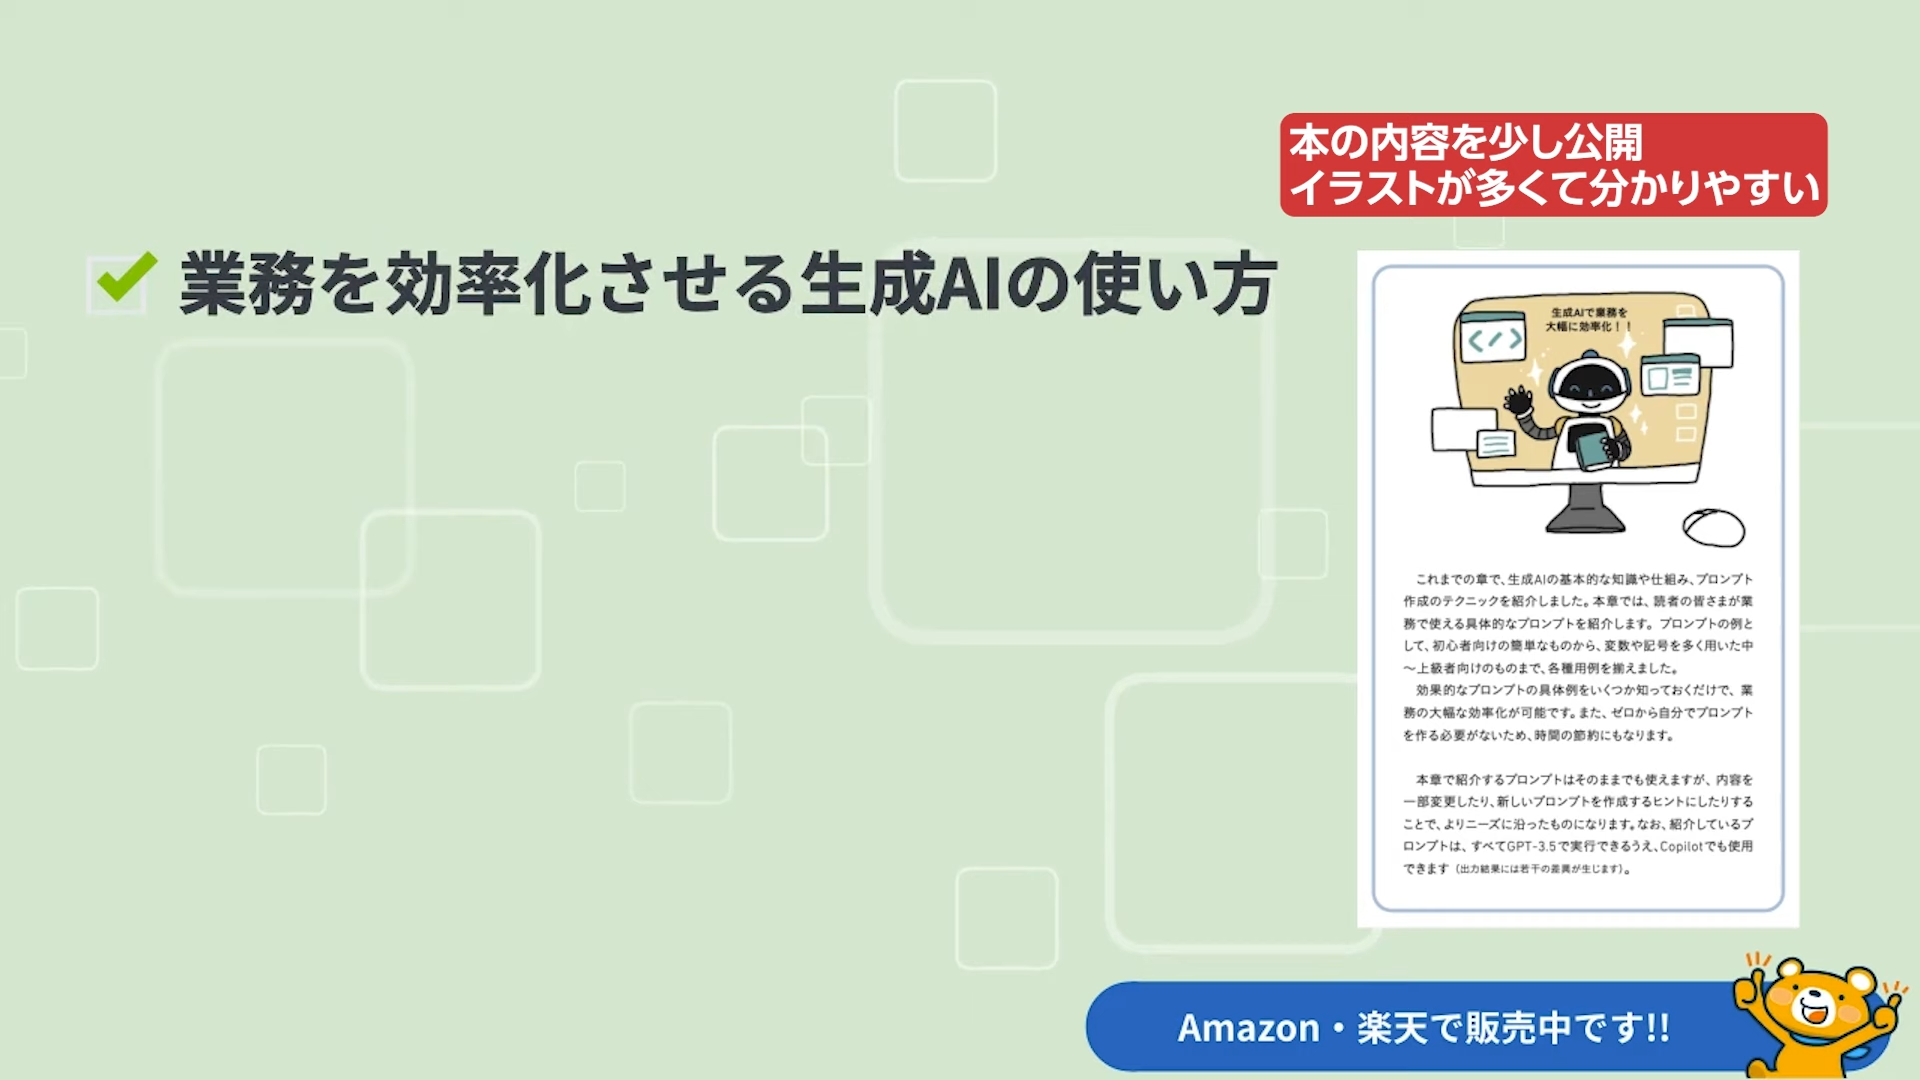 本の内容を少し公開
イラストが多くて分かりやすい
業務を効率化させる生成AIの使い方
生成AIで業務を
大幅に効率化！！
これまでの章で、生成AIの基本的な知識や仕組み、プロンプト
作成のテクニックを紹介しました。本章では、読者の皆さまが業
務で使える具体的なプロンプトを紹介します。プロンプトの例と
して、初心者向けの簡単なものから、変数や記号を多く用いた中
〜上級者向けのものまで、各種用例を揃えました。
効果的なプロンプトの具体例をいくつか知っておくだけで、業
務の大幅な効率化が可能です。また、ゼロから自分でプロンプト
を作る必要がないため、時間の節約にもなります。
本章で紹介するプロンプトはそのままでも使えますが、内容を
一部変更したり、新しいプロンプトを作成するヒントにしたりする
ことで、よりニーズに沿ったものになります。なお、紹介しているプ
ロンプトは、すべてGPT-3.5で実行できるうえ、Copilotでも使用
できます（出力結果には若干の差異が生じます）。
Amazon・楽天で販売中です!!